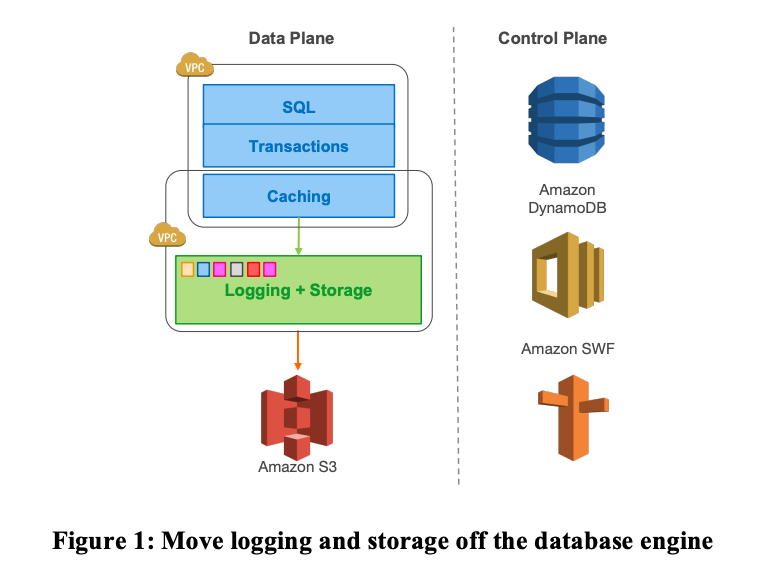 Data Plane
Control Plane
VPC
SQL
Transactions
Caching
VPC
Logging + Storage
Amazon S3
Amazon
DynamoDB
Amazon SWF
Figure 1: Move logging and storage off the database engine